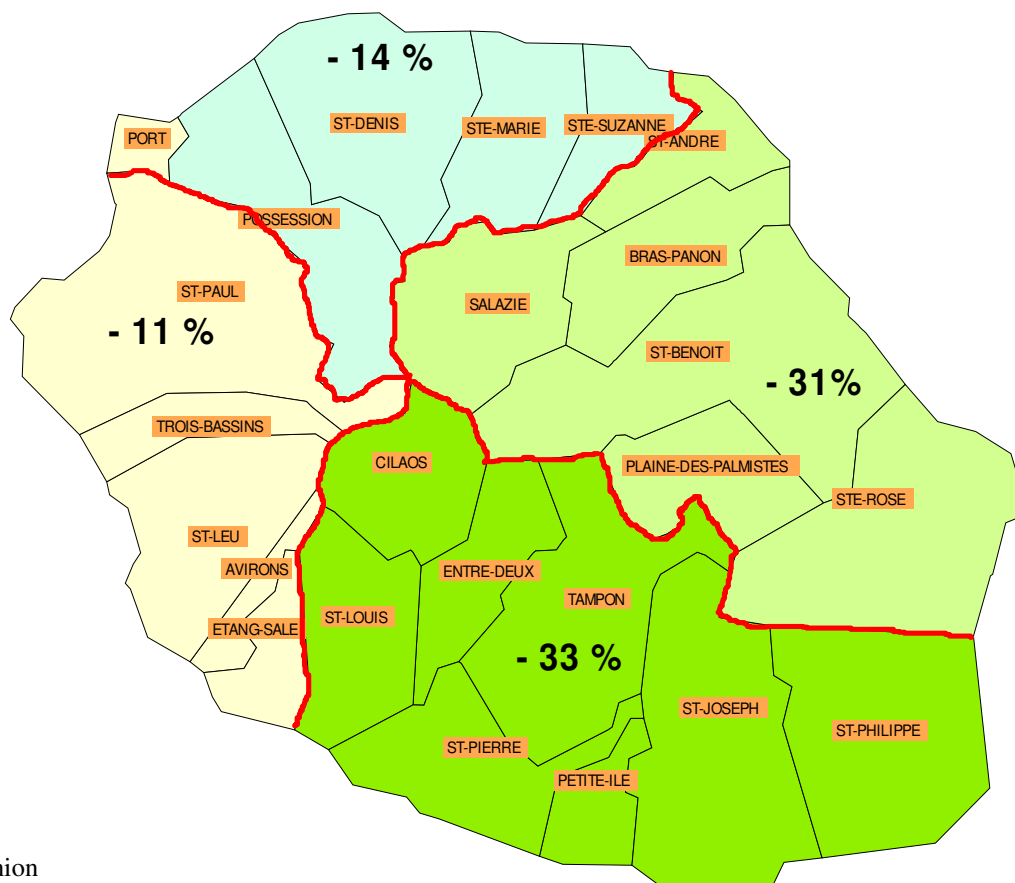 - 14 %
ST-DENIS
PORT
STE-MARIE
STE-SUZANNE
ST-ANDRE
POSSESSION
BRAS-PANON
ST-PAUL
SALAZIE
- 11 %
ST-BENOIT
- 31%
TROIS-BASSINS
CILAOS
PLAINE-DES-PALMISTES
STE-ROSE
ST-LEU
AVIRONS
ENTRE-DEUX
TAMPON
ST-LOUIS
ETANG-SALE
- 33 %
ST-JOSEPH
ST-PHILIPPE
ST-PIERRE
PETITE-ILE
nion